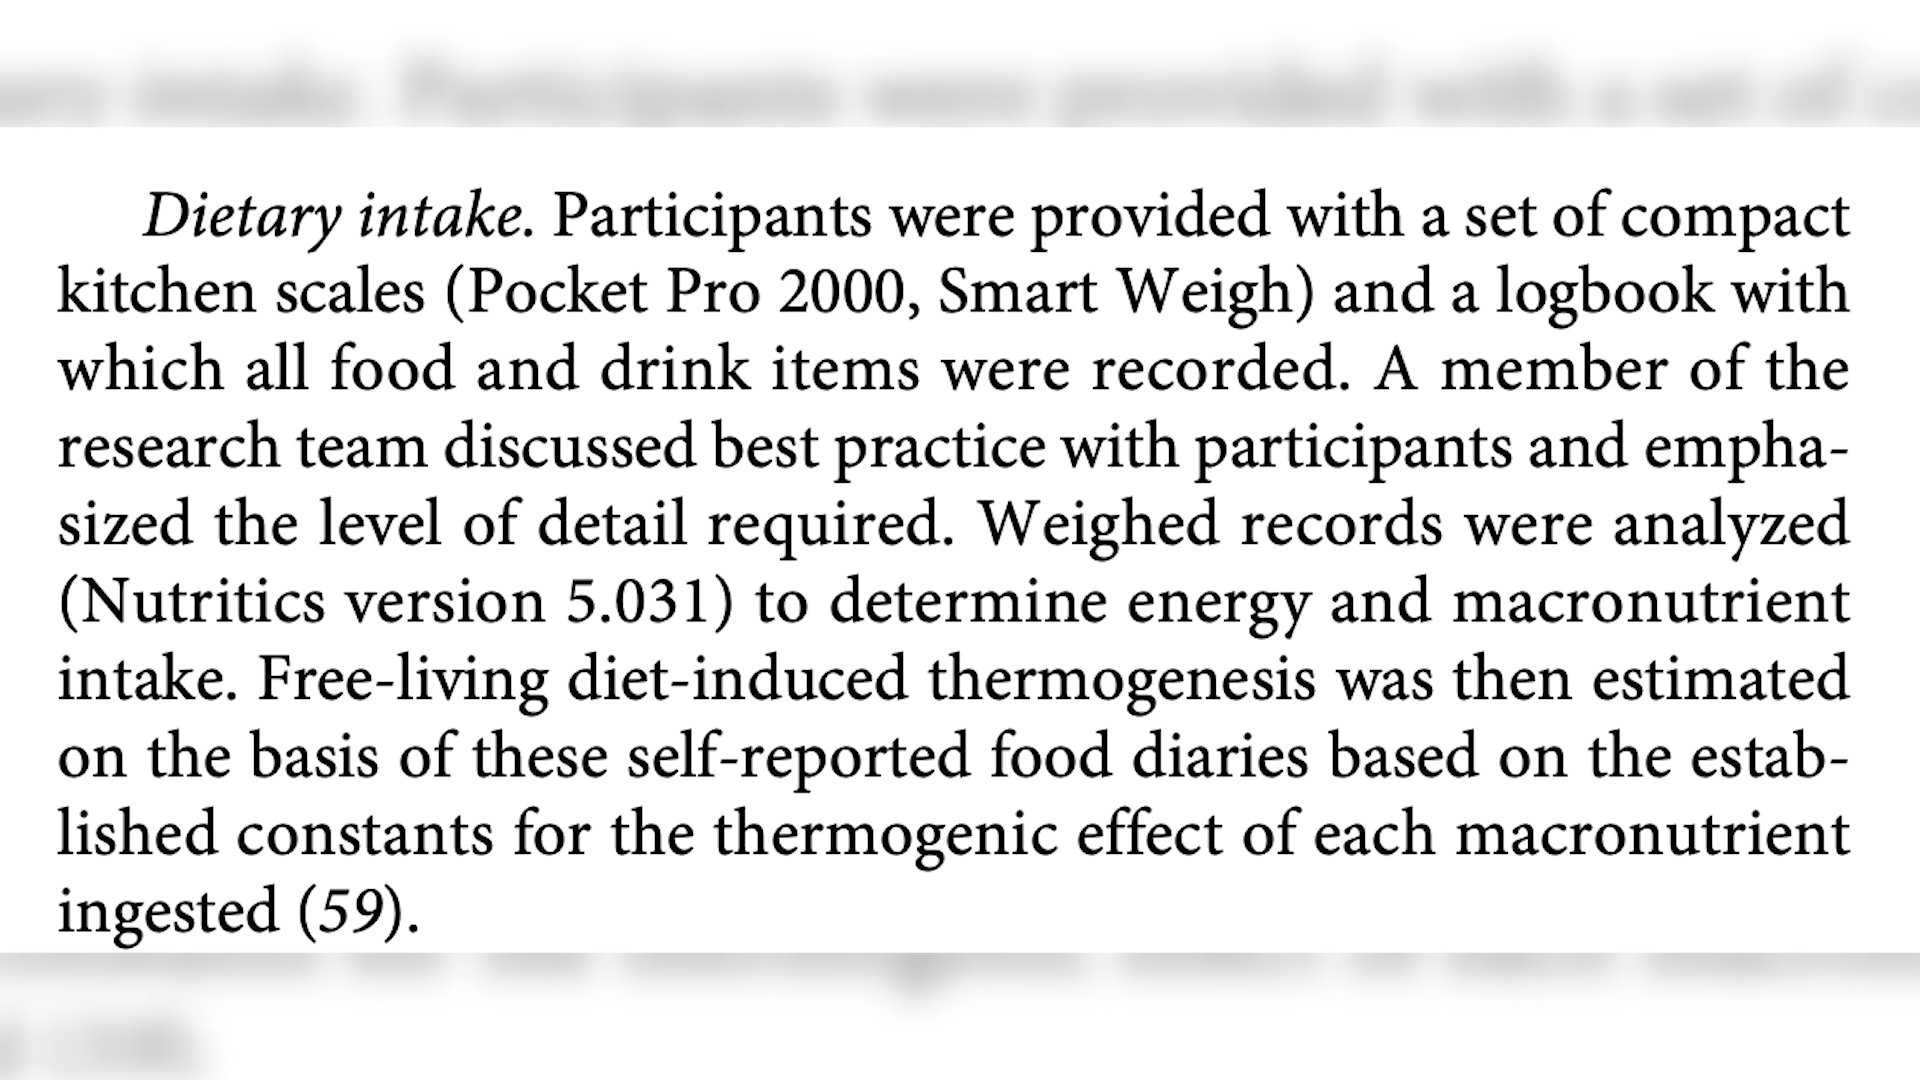 Dietary intake. Participants were provided with a set of compact
kitchen scales (Pocket Pro 2000, Smart Weigh) and a logbook with
which all food and drink items were recorded. A member of the
research team discussed best practice with participants and empha-
sized the level of detail required. Weighed records were analyzed
(Nutritics version 5.031) to determine energy and macronutrient
intake. Free-living diet-induced thermogenesis was then estimated
on the basis of these self-reported food diaries based on the estab-
lished constants for the thermogenic effect of each macronutrient
ingested (59).